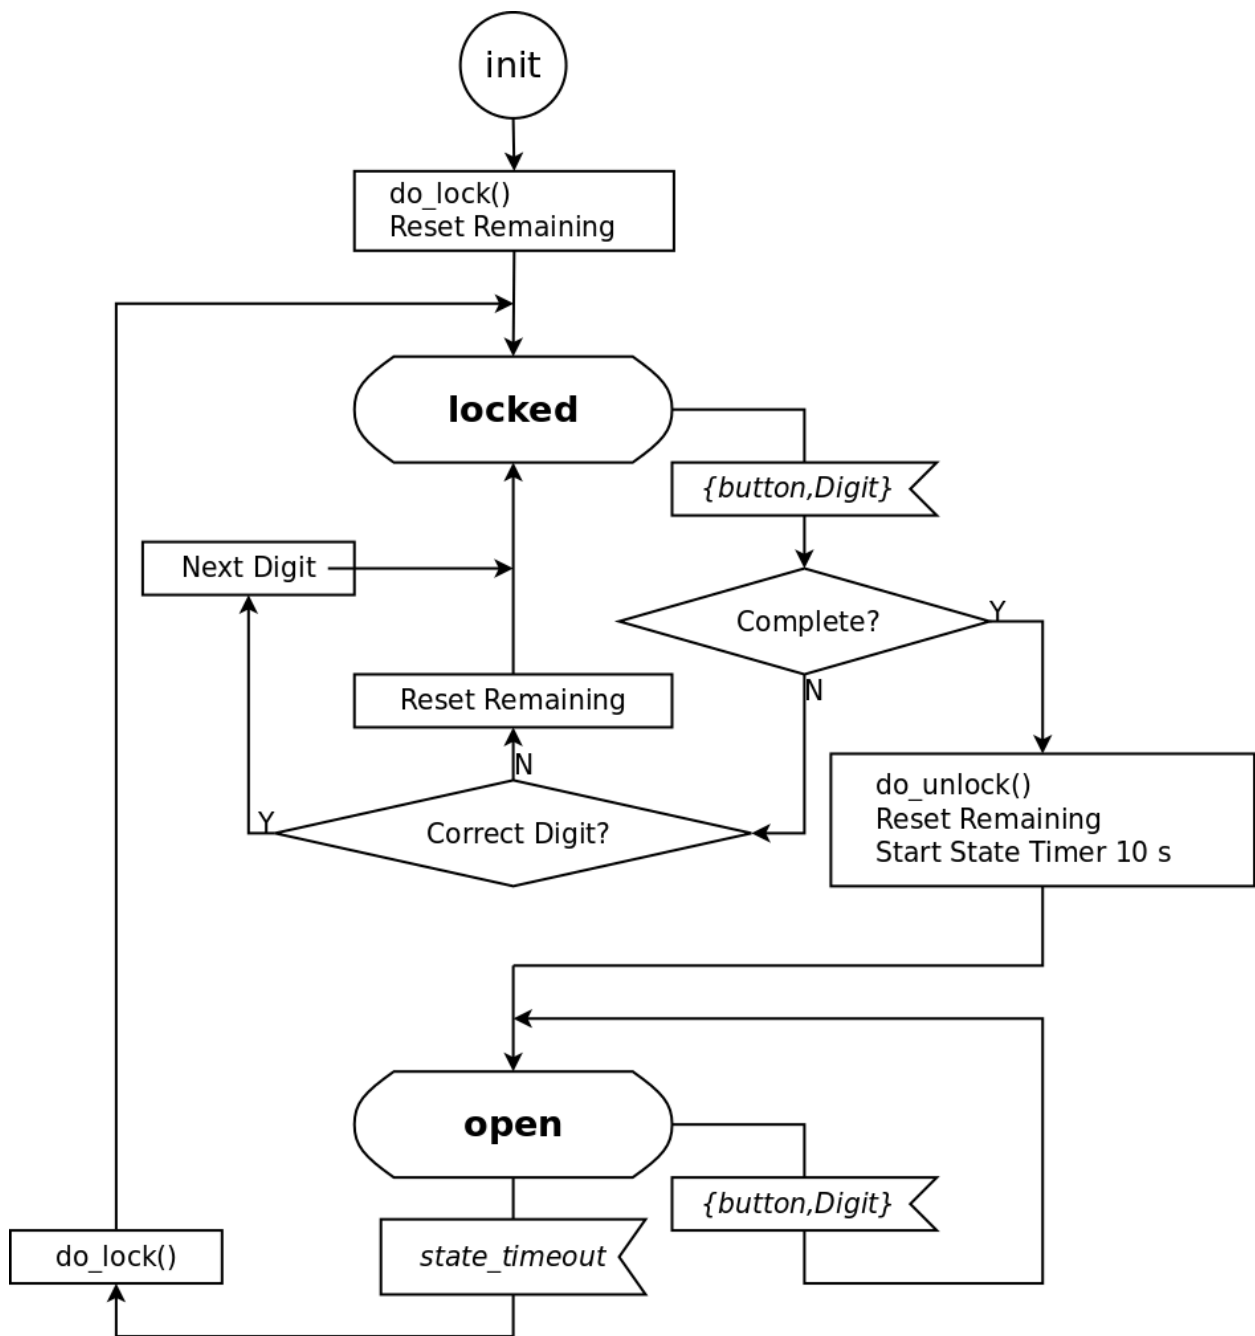 init
do_lock()
Reset Remaining
locked
{button,Digit}
Next Digit
Complete?
Y
N
Reset Remaining
N
Correct Digit?
Y
do_unlock()
Reset Remaining
Start State Timer 10 s
open
{button,Digit}
state_timeout
do_lock()